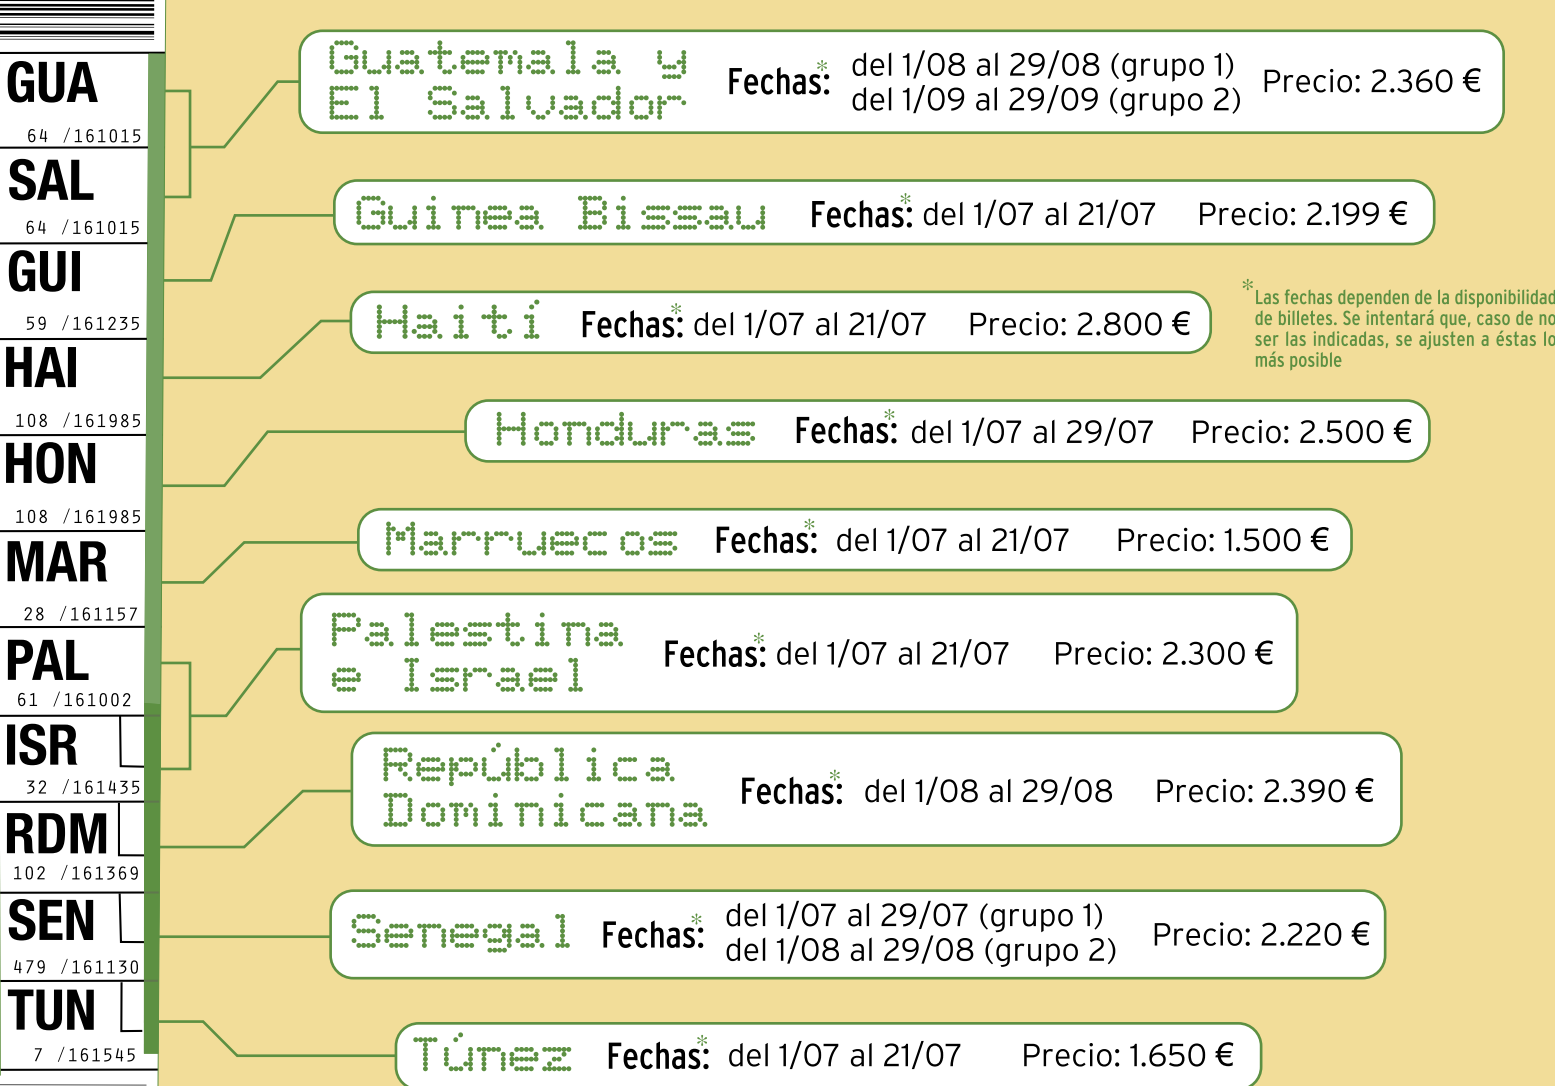 GUA
64 /161015
SAL
64 /161015
GUI
59 /161235
HAI
108 /161985
HON
108 /161985
MAR
28 /161157
PAL
61 /161002
ISR
32 /161435
RDM
102 /161369
SEN
479 /161130
TUN
7 /161545
Guatemala y
El Salvador
Fechas:* del 1/08 al 29/08 (grupo 1)
del 1/09 al 29/09 (grupo 2)
Precio: 2.360 €
Guinea Bissau Fechas:* del 1/07 al 21/07 Precio: 2.199 €
Haití Fechas:* del 1/07 al 21/07 Precio: 2.800 €
*Las fechas dependen de la disponibilidad
de billetes. Se intentará que, caso de no
ser las indicadas, se ajusten a éstas lo
más posible
Honduras Fechas:* del 1/07 al 29/07 Precio: 2.500 €
Marruecos Fechas:* del 1/07 al 21/07 Precio: 1.500 €
Palestina
e Israel
Fechas:* del 1/07 al 21/07 Precio: 2.300 €
República
Dominicana
Fechas:* del 1/08 al 29/08 Precio: 2.390 €
Senegal Fechas:* del 1/07 al 29/07 (grupo 1)
del 1/08 al 29/08 (grupo 2)
Precio: 2.220 €
Túnez Fechas:* del 1/07 al 21/07 Precio: 1.650 €